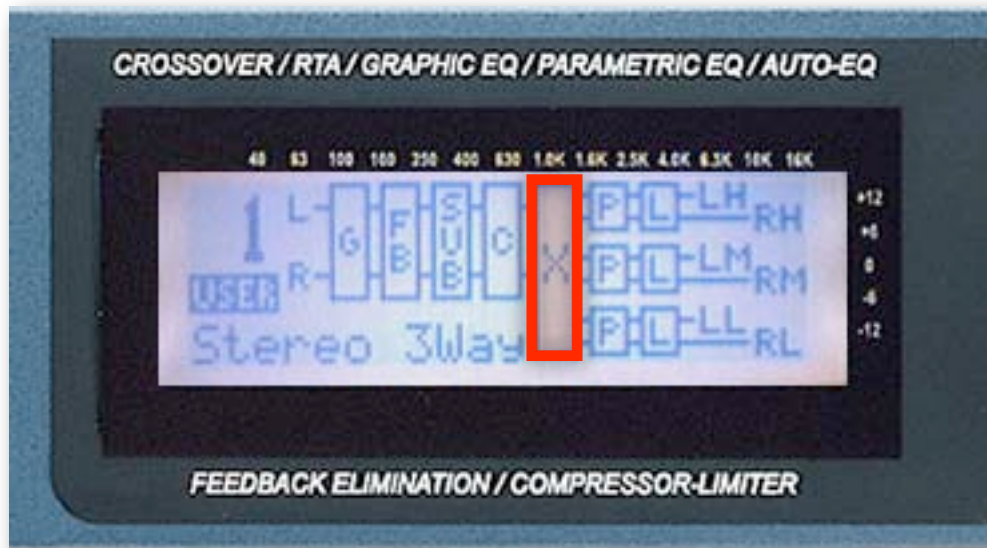 CROSSOVER / RTA / GRAPHIC EQ / PARAMETRIC EQ / AUTO-EQ
40 63 100 160 250 400 630 1.0K 1.6K 2.5K 4.0K 6.3K 10K 16K
1 L G FB SUB C X P L LH RH +12
+6
R P L LM RM 0
USER -6
Stereo 3Way P L LL RL -12
FEEDBACK ELIMINATION / COMPRESSOR-LIMITER